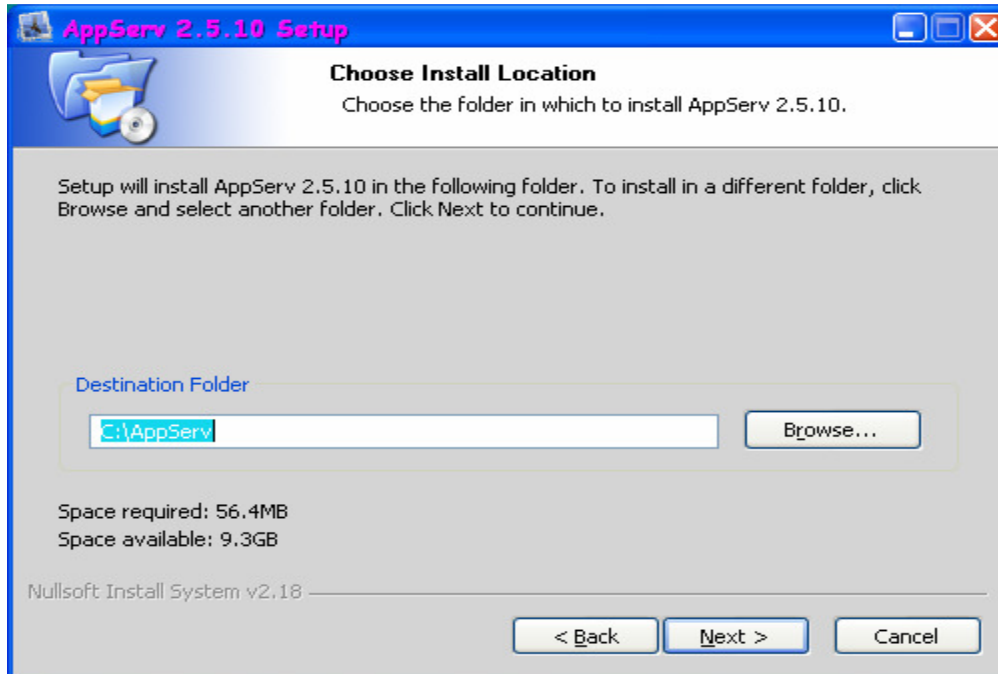 AppServ 2.5.10 Setup
Choose Install Location
Choose the folder in which to install AppServ 2.5.10.
Setup will install AppServ 2.5.10 in the following folder. To install in a different folder, click
Browse and select another folder. Click Next to continue.
Destination Folder
C:\AppServ
Browse...
Space required: 56.4MB
Space available: 9.3GB
Nullsoft Install System v2.18
< Back
Next >
Cancel